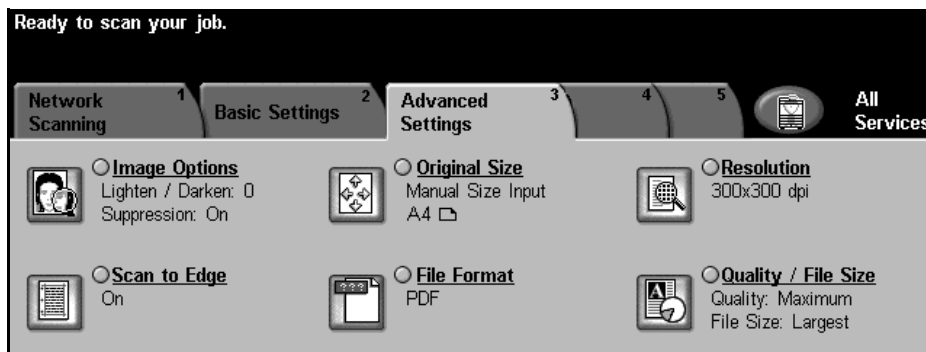 Ready to scan your job.
Network Scanning 1
Basic Settings 2
Advanced Settings 3
4
5
All Services
Image Options
Lighten / Darken: 0
Suppression: On
Original Size
Manual Size Input
A4
Resolution
300x300 dpi
Scan to Edge
On
???
File Format
PDF
A
Quality / File Size
Quality: Maximum
File Size: Largest